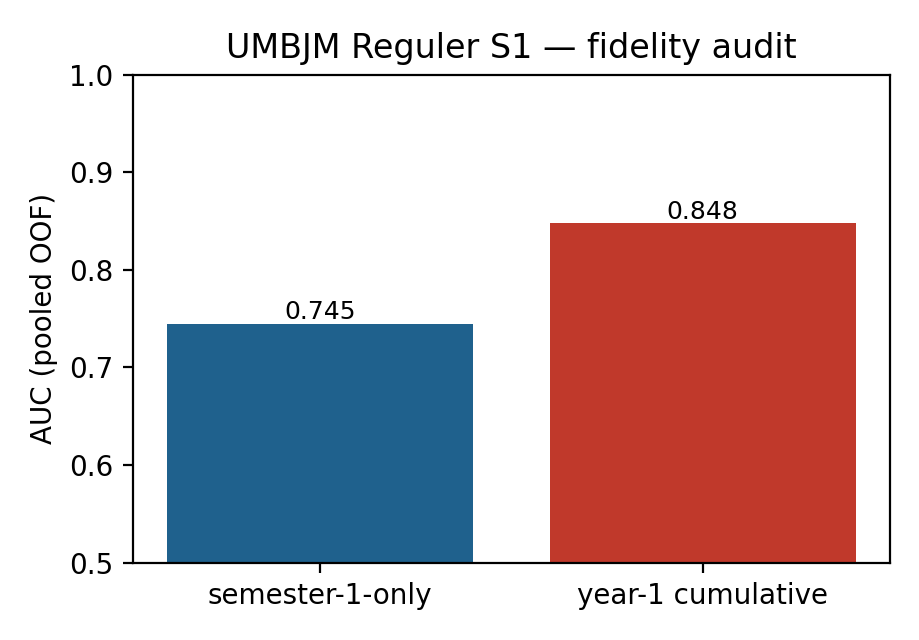 UMBJM Reguler S1 — fidelity audit
AUC (pooled OOF)
1.0
0.9
0.8
0.7
0.6
0.5
0.745
0.848
semester-1-only
year-1 cumulative